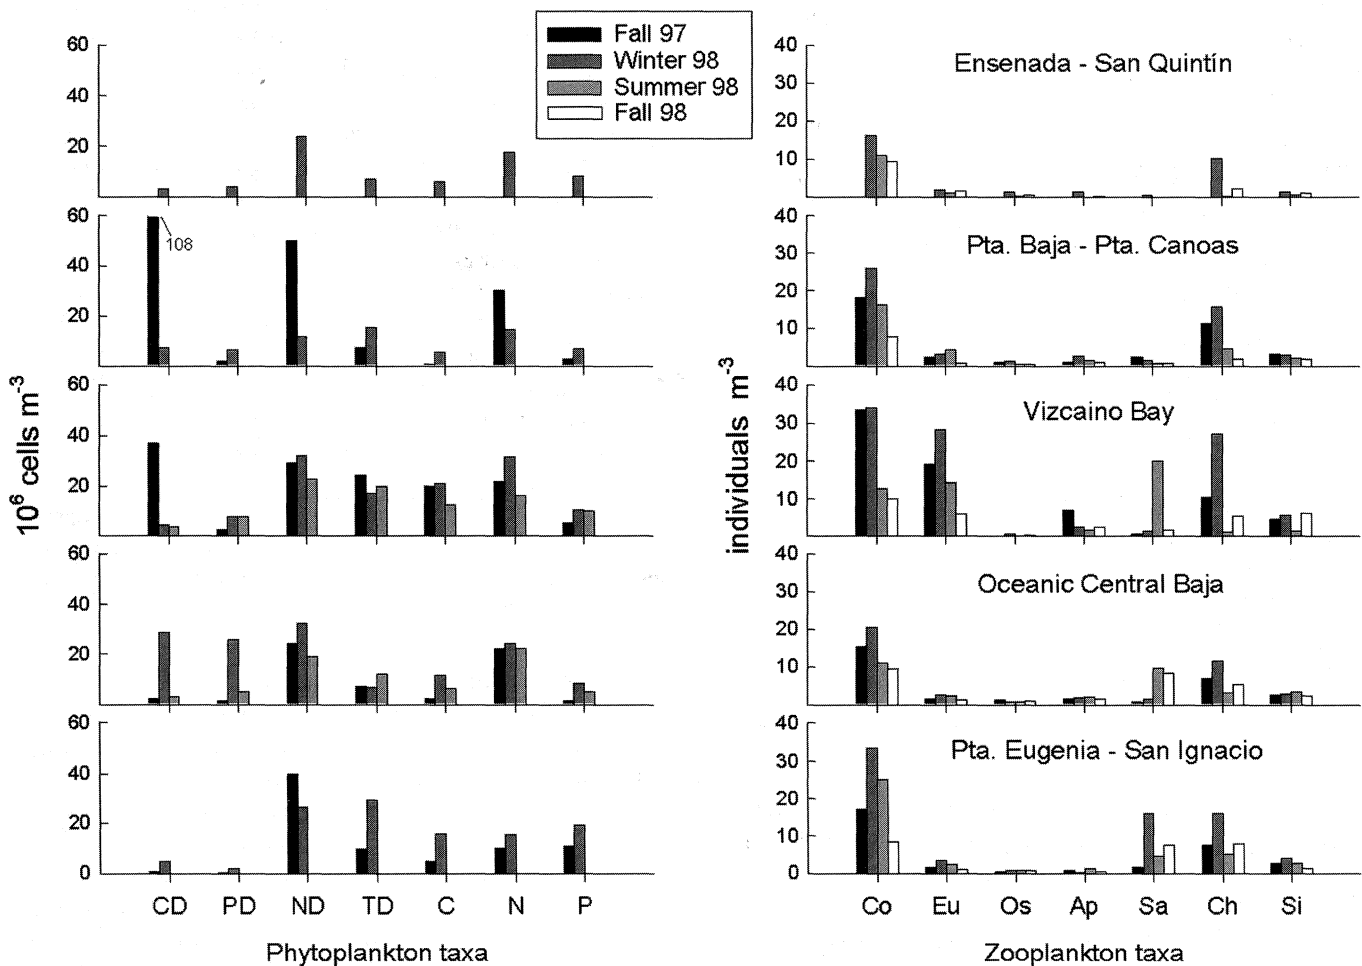 Fall 97
Winter 98
Summer 98
Fall 98
60
40
20
60
40
20
108
60
40
20
60
40
20
60
40
20
0
10⁶ cells m⁻³
CD PD ND TD C N P
Phytoplankton taxa
40
30
20
10
Ensenada - San Quintín
40
30
20
10
Pta. Baja - Pta. Canoas
40
30
20
10
Vizcaino Bay
40
30
20
10
Oceanic Central Baja
40
30
20
10
0
Pta. Eugenia - San Ignacio
individuals m⁻³
Co Eu Os Ap Sa Ch Si
Zooplankton taxa